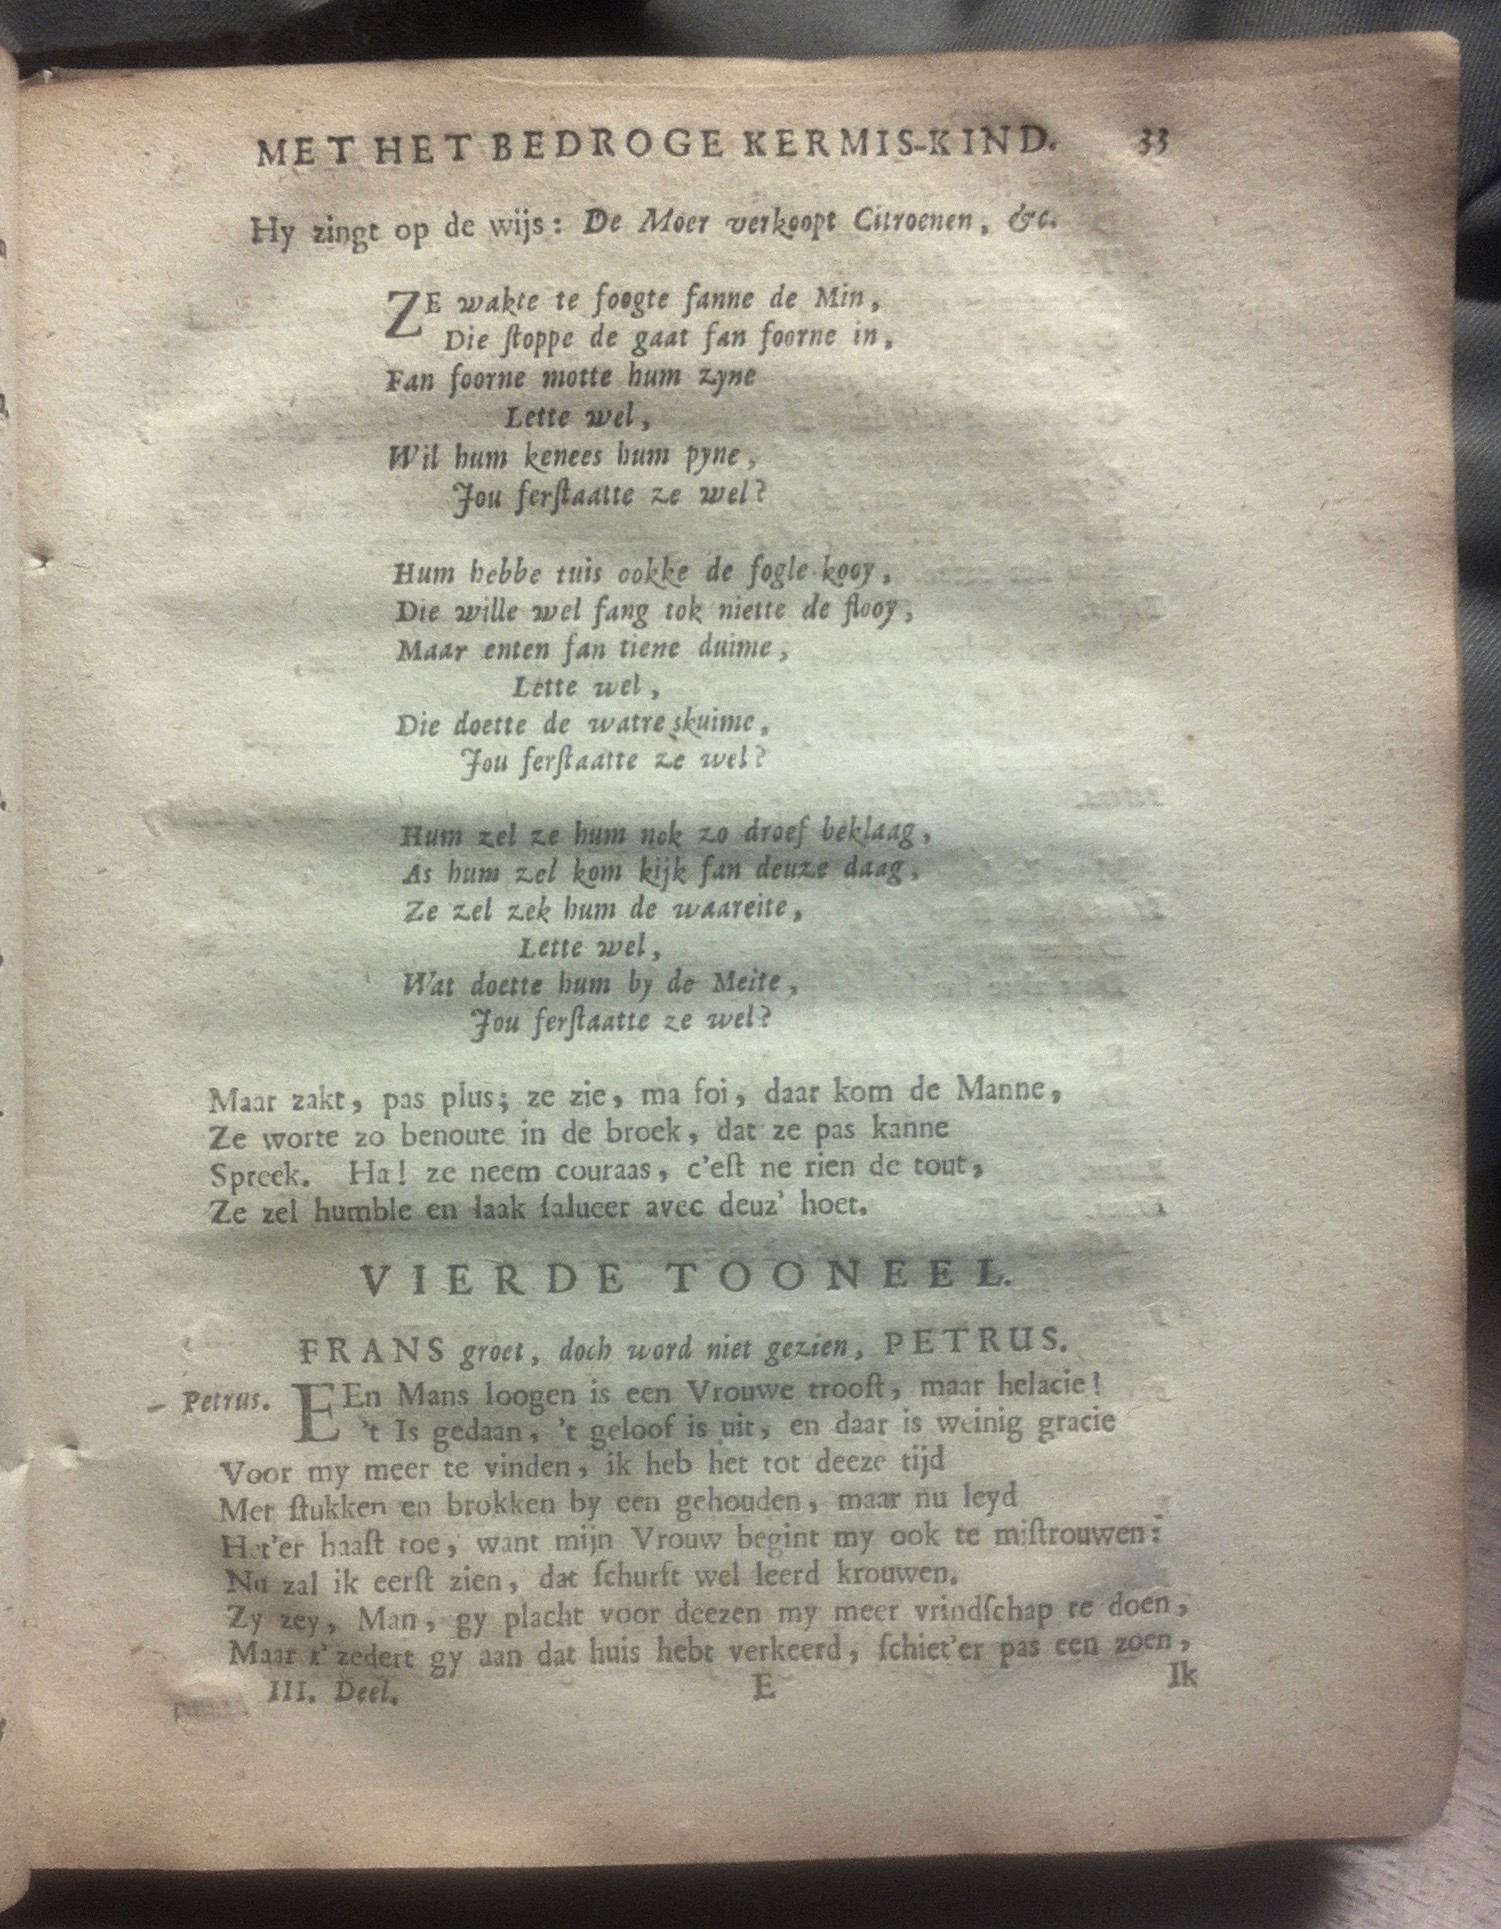 MET HET BEDROGE KERMIS-KIND. 33
Hy zingt op de wijs: De Moer verkoopt Citroenen, &c.
ZE wakte te foogte fanne de Min,
Die ſtoppe de gaat fan foorne in,
Fan foorne motte hum zyne
Lette wel,
Wil hum kenees hum pyne,
Jou ferſtaatte ze wel?
Hum hebbe tuis ookke de fogle kooy,
Die wille wel fang tok niette de flooy,
Maar enten fan tiene duime,
Lette wel,
Die doette de watre skuime,
Jou ferſtaatte ze wel?
Hum zel ze hum nok zo droef beklaag,
As hum zel kom kijk fan deuze daag,
Ze zel zek hum de waareite,
Lette wel,
Wat doette hum by de Meite,
Jou ferſtaatte ze wel?
Maar zakt, pas plus; ze zie, ma foi, daar kom de Manne,
Ze worte zo benoute in de broek, dat ze pas kanne
Spreek. Ha! ze neem couraas, c'eſt ne rien de tout,
Ze zel humble en laak ſalueer avec deuz' hoet.
VIERDE TOONEEL.
FRANS groet, doch word niet gezien, PETRUS.
Petrus. EEn Mans loogen is een Vrouwe trooſt, maar helacie!
't Is gedaan, 't geloof is uit, en daar is weinig gracie
Voor my meer te vinden, ik heb het tot deeze tijd
Met ſtukken en brokken by een gehouden, maar nu leyd
Het'er haaſt toe, want mijn Vrouw begint my ook te miſtrouwen:
Nu zal ik eerſt zien, dat ſchurft wel leerd krouwen.
Zy zey, Man, gy placht voor deezen my meer vrindſchap te doen,
Maar t' zedert gy aan dat huis hebt verkeerd, ſchiet'er pas een zoen,
III. Deel. E Ik